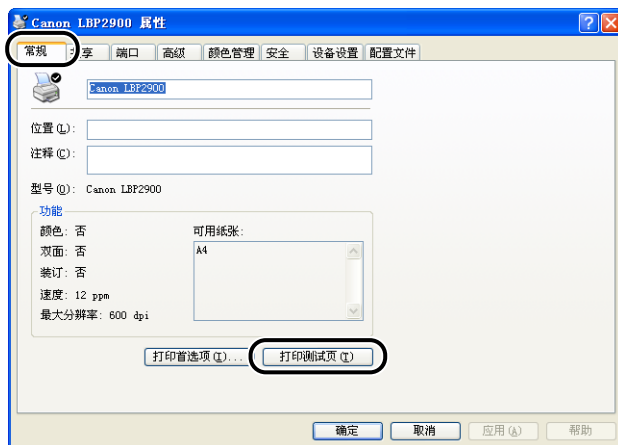 Canon LBP2900 属性
常规 共享 端口 高级 颜色管理 安全 设备设置 配置文件
Canon LBP2900
位置(L):
注释(C):
型号(O): Canon LBP2900
功能
颜色: 否 可用纸张:
双面: 否 A4
装订: 否
速度: 12 ppm
最大分辨率: 600 dpi
打印首选项(I)... 打印测试页(T)
确定 取消 应用(A) 帮助